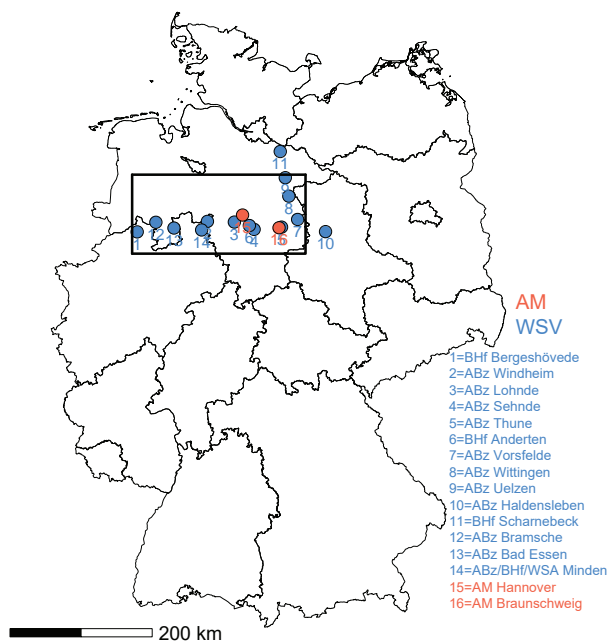 11
9
8
12
13
14
3
15
6
4
16
7
1
10
AM
WSV
1=BHf Bergeshövede
2=ABz Windheim
3=ABz Lohnde
4=ABz Sehnde
5=ABz Thune
6=BHf Anderten
7=ABz Vorsfelde
8=ABz Wittingen
9=ABz Uelzen
10=ABz Haldensleben
11=BHf Scharnebeck
12=ABz Bramsche
13=ABz Bad Essen
14=ABz/BHf/WSA Minden
15=AM Hannover
16=AM Braunschweig
200 km